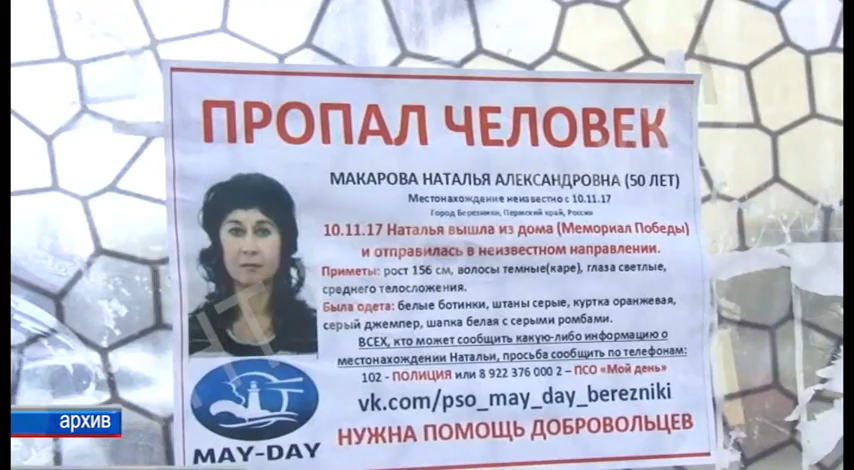 ПРОПАЛ ЧЕЛОВЕК
МАКАРОВА НАТАЛЬЯ АЛЕКСАНДРОВНА (50 ЛЕТ)
Местонахождение неизвестно с 10.11.17
Город Березники, Пермский край, Россия
10.11.17 Наталья вышла из дома (Мемориал Победы)
и отправилась в неизвестном направлении.
Приметы: рост 156 см, волосы темные(каре), глаза светлые,
среднего телосложения.
Была одета: белые ботинки, штаны серые, куртка оранжевая,
серый джемпер, шапка белая с серыми ромбами.
ВСЕХ, кто может сообщить какую-либо информацию о
местонахождении Натальи, просьба сообщить по телефонам:
102 - ПОЛИЦИЯ или 8 922 376 000 2 – ПСО «Мой день»
vk.com/pso_may_day_berezniki
MAY-DAY
НУЖНА ПОМОЩЬ ДОБРОВОЛЬЦЕВ
архив